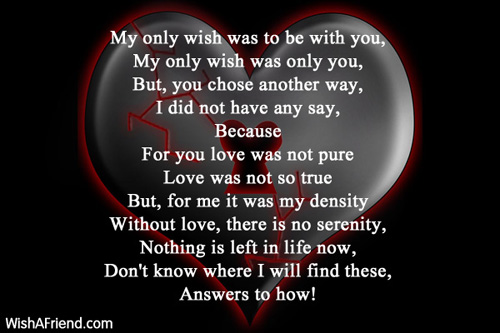 My only wish was to be with you,
My only wish was only you,
But, you chose another way,
I did not have any say,
Because
For you love was not pure
Love was not so true
But, for me it was my density
Without love, there is no serenity,
Nothing is left in life now,
Don't know where I will find these,
Answers to how!
WishAFriend.com